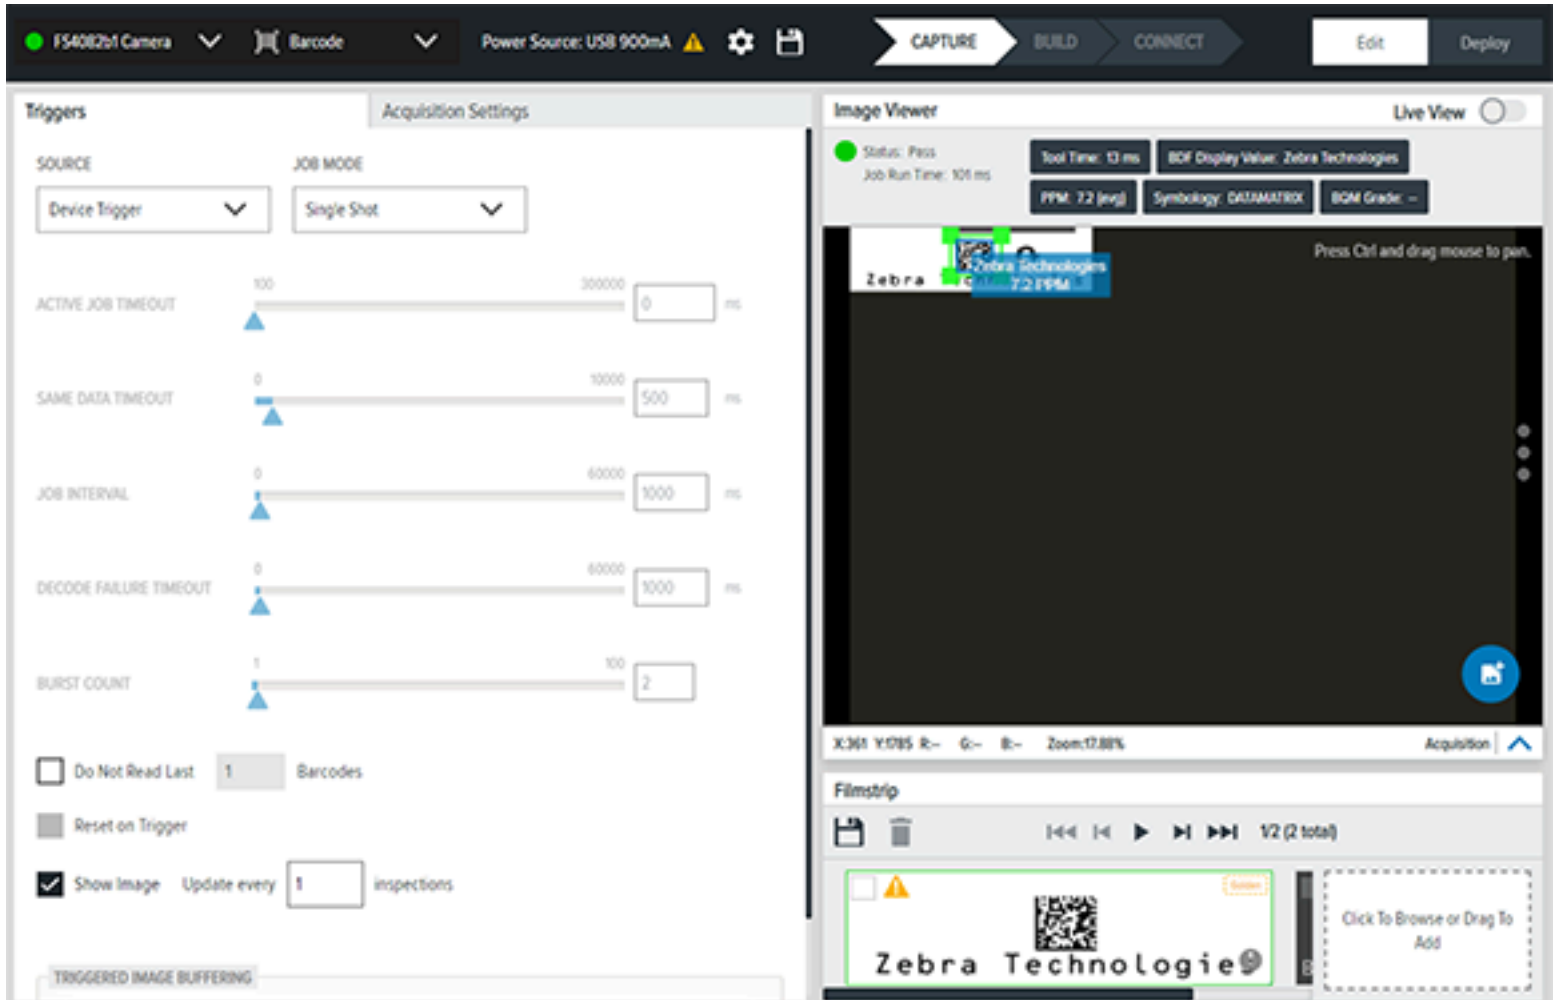 FS4082b1 Camera
Barcode
Power Source: USB 900mA
CAPTURE
BUILD
CONNECT
Edit
Deploy
Triggers
Acquisition Settings
SOURCE
JOB MODE
Device Trigger
Single Shot
ACTIVE JOB TIMEOUT
100
300000
0
ms
SAME DATA TIMEOUT
0
10000
500
ms
JOB INTERVAL
0
60000
1000
ms
DECODE FAILURE TIMEOUT
0
60000
1000
ms
BURST COUNT
1
100
2
Do Not Read Last 1 Barcodes
Reset on Trigger
Show Image Update every 1 inspections
TRIGGERED IMAGE BUFFERING
Image Viewer
Live View
Status: Pass
Job Run Time: 101 ms
Tool Time: 13 ms
BDF Display Value: Zebra Technologies
PPM: 7.2 (avg)
Symbology: DATAMATRIX
BQM Grade: --
Press Ctrl and drag mouse to pan.
Zebra
Zebra Technologies
7.2 PPM
X:361 Y:1785 R:-- G:-- B:-- Zoom:17.88%
Acquisition
Filmstrip
1/2 (2 total)
Golden
Zebra Technologie
Click To Browse or Drag To
Add